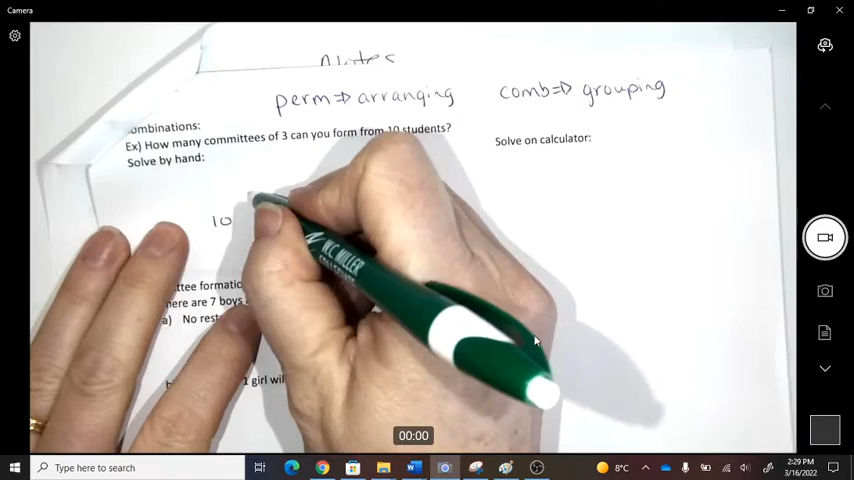 Camera
Notes
perm⇒ arranging
comb⇒ grouping
ombinations:
Ex) How many committees of 3 can you form from 10 students?
Solve by hand:
Solve on calculator:
10
W.C. MILLER
COLLEGIATE
ttee formatio
here are 7 boys
a) No rest
1 girl wil
00:00
Type here to search
8°C
2:29 PM
3/16/2022